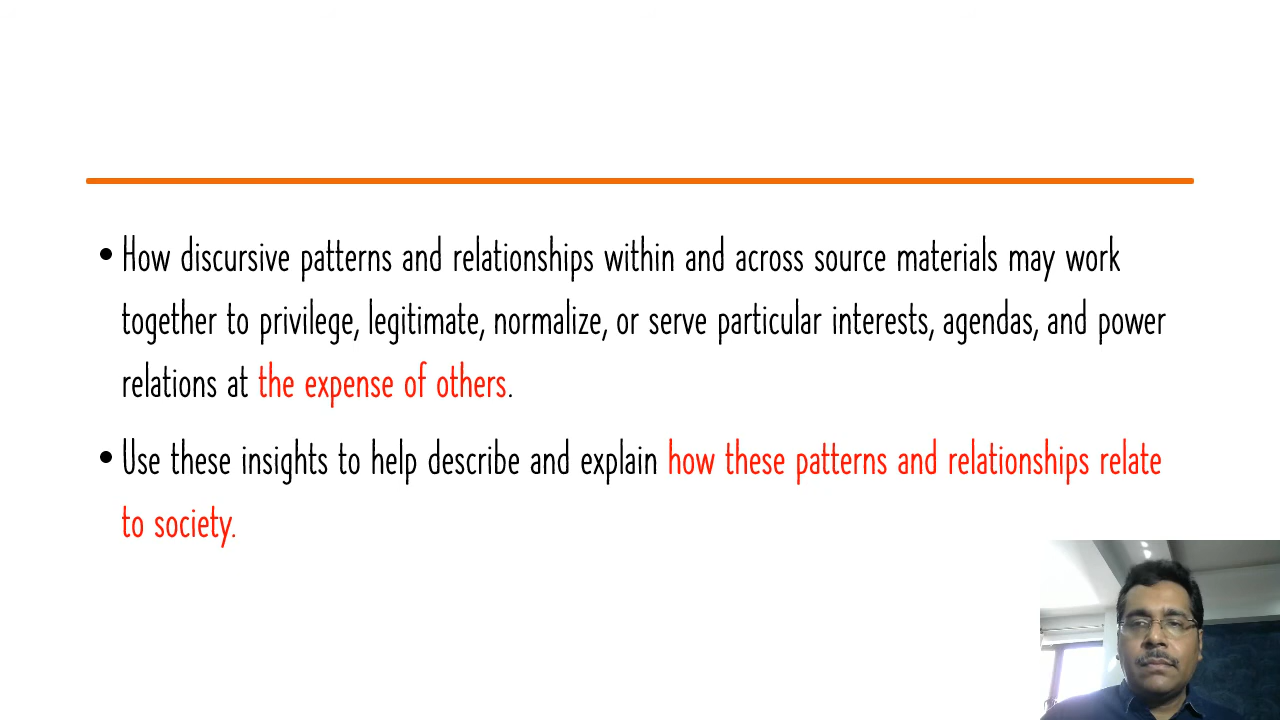 • How discursive patterns and relationships within and across source materials may work
together to privilege, legitimate, normalize, or serve particular interests, agendas, and power
relations at the expense of others.
• Use these insights to help describe and explain how these patterns and relationships relate
to society.